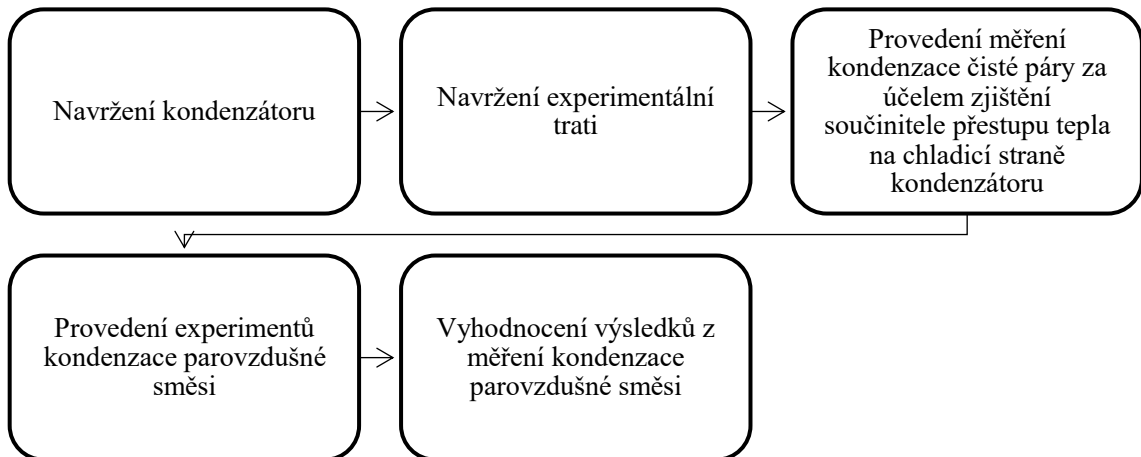 Navržení kondenzátoru
Navržení experimentální
trati
Provedení měření
kondenzace čisté páry za
účelem zjištění
součinitele přestupu tepla
na chladicí straně
kondenzátoru
Provedení experimentů
kondenzace parovzdušné
směsi
Vyhodnocení výsledků z
měření kondenzace
parovzdušné směsi